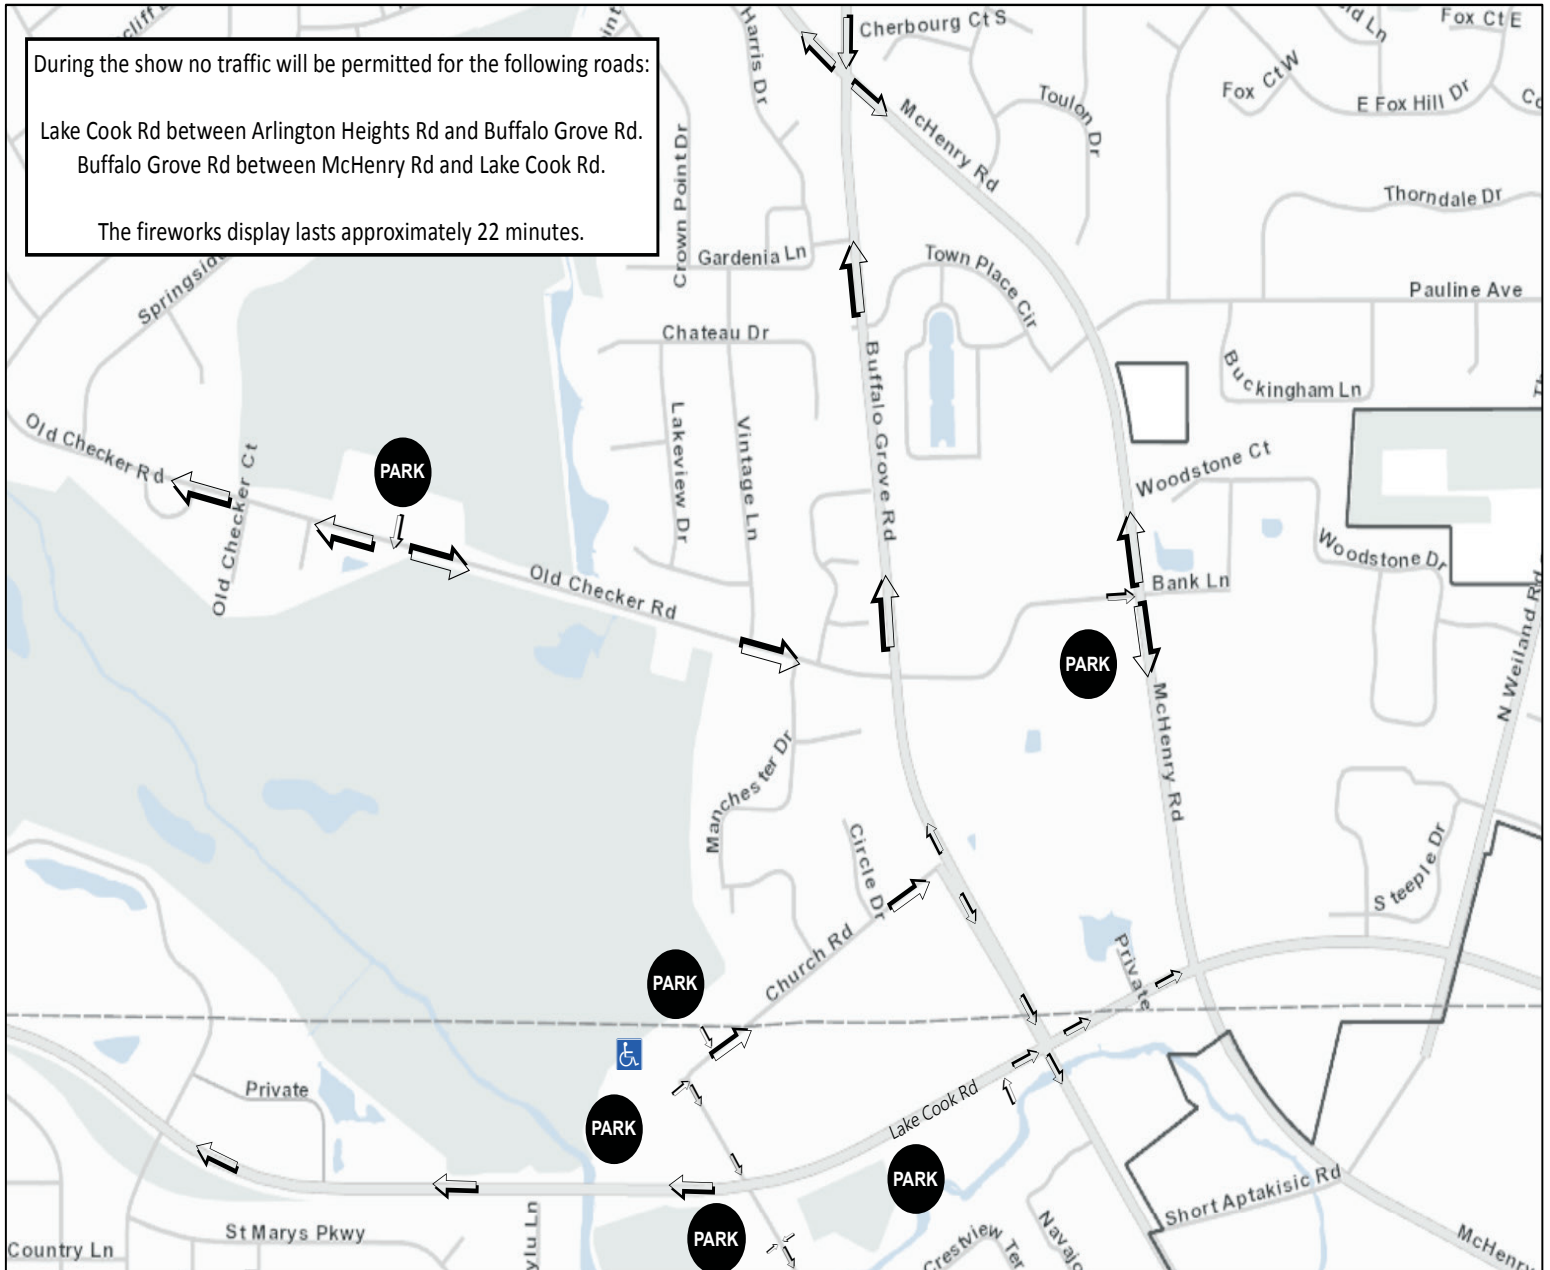 During the show no traffic will be permitted for the following roads:
Lake Cook Rd between Arlington Heights Rd and Buffalo Grove Rd.
Buffalo Grove Rd between McHenry Rd and Lake Cook Rd.
The fireworks display lasts approximately 22 minutes.
Harris Dr
Cherbourg Ct S
Fox Ct E
Fox Ct W
E Fox Hill Dr
Toulon Dr
McHenry Rd
Crown Point Dr
Thorndale Dr
Gardenia Ln
Town Place Cir
Pauline Ave
Chateau Dr
Buffalo Grove Rd
Buckingham Ln
Lakeview Dr
Vintage Ln
Old Checker Rd
Old Checker Ct
PARK
Woodstone Ct
Woodstone Dr
Old Checker Rd
Bank Ln
PARK
N Weiland Rd
McHenry Rd
Manchester Dr
Circle Dr
Steeple Dr
Church Rd
Private
PARK
Private
PARK
Lake Cook Rd
PARK
PARK
Short Aptakisic Rd
St Marys Pkwy
Country Ln
Crestview Ter
Navajo
McHenry